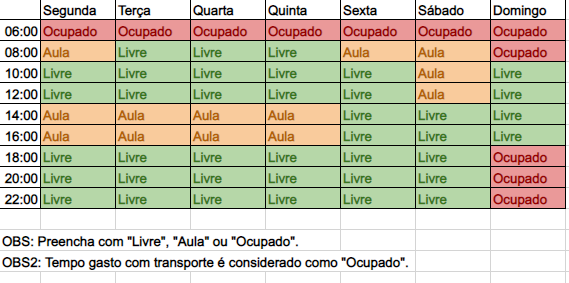 Segunda Terça Quarta Quinta Sexta Sábado Domingo
06:00 Ocupado Ocupado Ocupado Ocupado Ocupado Ocupado Ocupado
08:00 Aula Livre Livre Livre Aula Aula Ocupado
10:00 Livre Livre Livre Livre Livre Aula Livre
12:00 Livre Livre Livre Livre Livre Aula Livre
14:00 Aula Aula Aula Aula Livre Livre Livre
16:00 Aula Aula Aula Aula Livre Livre Livre
18:00 Livre Livre Livre Livre Livre Livre Ocupado
20:00 Livre Livre Livre Livre Livre Livre Ocupado
22:00 Livre Livre Livre Livre Livre Livre Ocupado
OBS: Preencha com "Livre", "Aula" ou "Ocupado".
OBS2: Tempo gasto com transporte é considerado como "Ocupado".